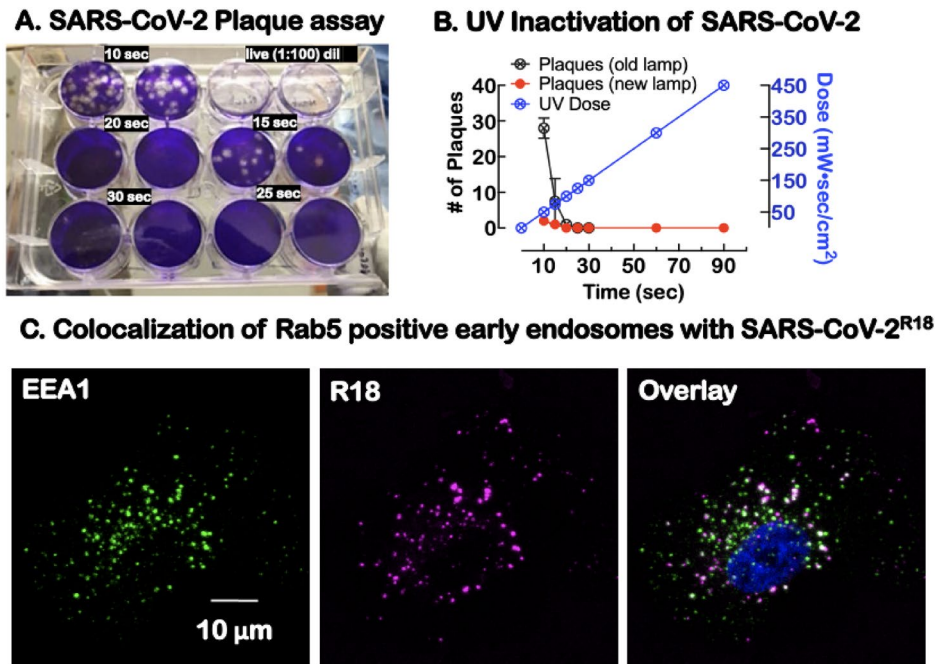 A. SARS-CoV-2 Plaque assay
10 sec
live (1:100) dil
20 sec
15 sec
30 sec
25 sec
B. UV Inactivation of SARS-CoV-2
Plaques (old lamp)
Plaques (new lamp)
UV Dose
# of Plaques
40
30
20
10
0
10 30 50 70 90
Time (sec)
450
350
250
150
50
Dose (mW•sec/cm²)
C. Colocalization of Rab5 positive early endosomes with SARS-CoV-2ᴿ¹⁸
EEA1
10 µm
R18
Overlay